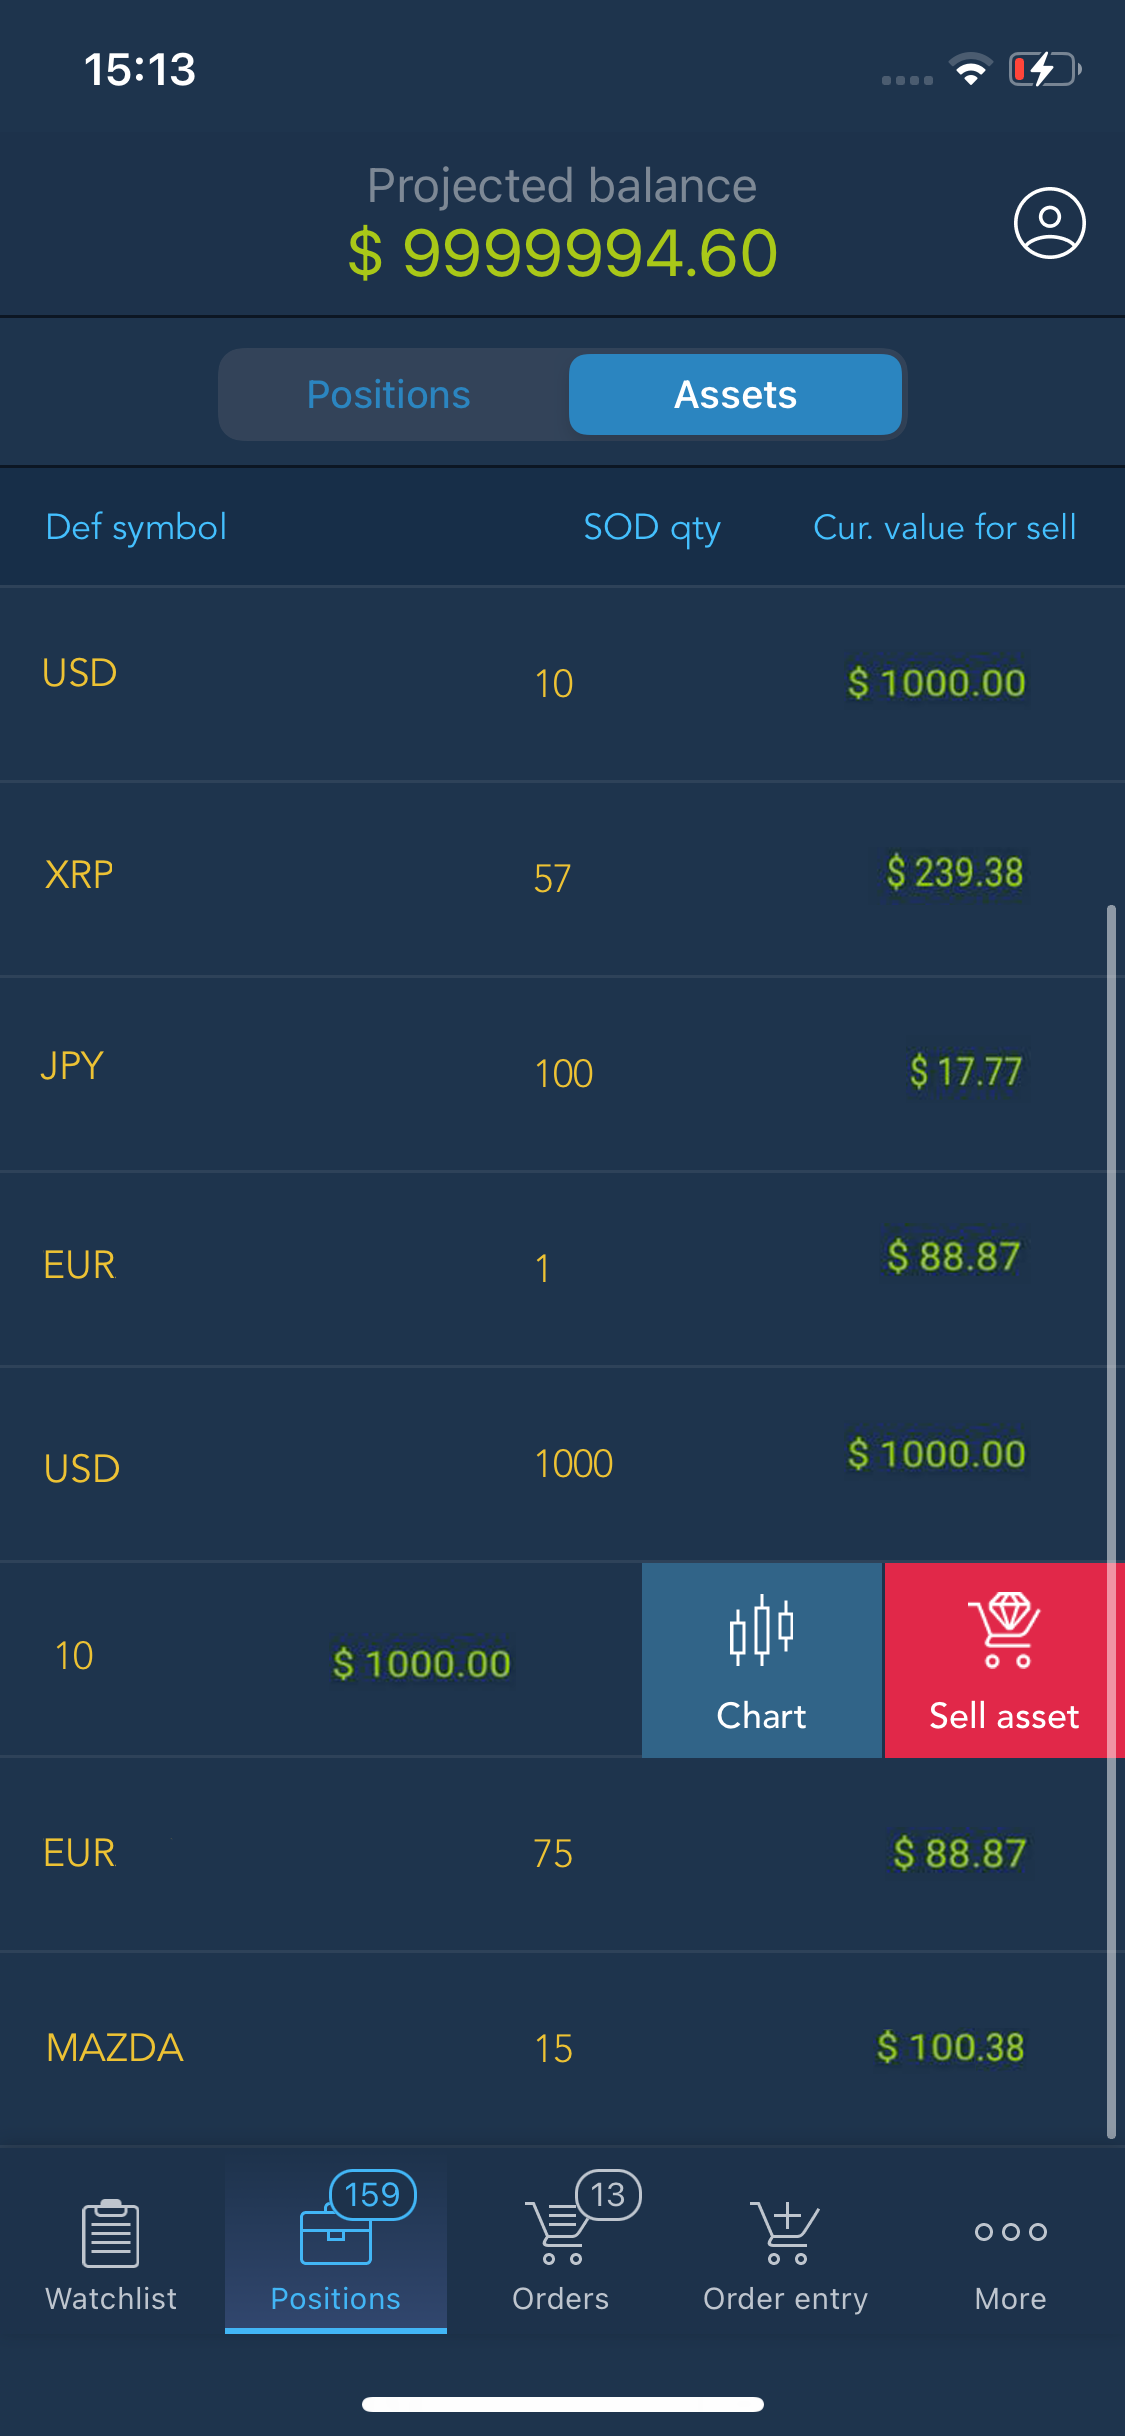 15:13
Projected balance
$ 9999994.60
Positions Assets
Def symbol SOD qty Cur. value for sell
USD 10 $ 1000.00
XRP 57 $ 239.38
JPY 100 $ 17.77
EUR 1 $ 88.87
USD 1000 $ 1000.00
10 $ 1000.00 Chart Sell asset
EUR 75 $ 88.87
MAZDA 15 $ 100.38
159 13
Watchlist Positions Orders Order entry More